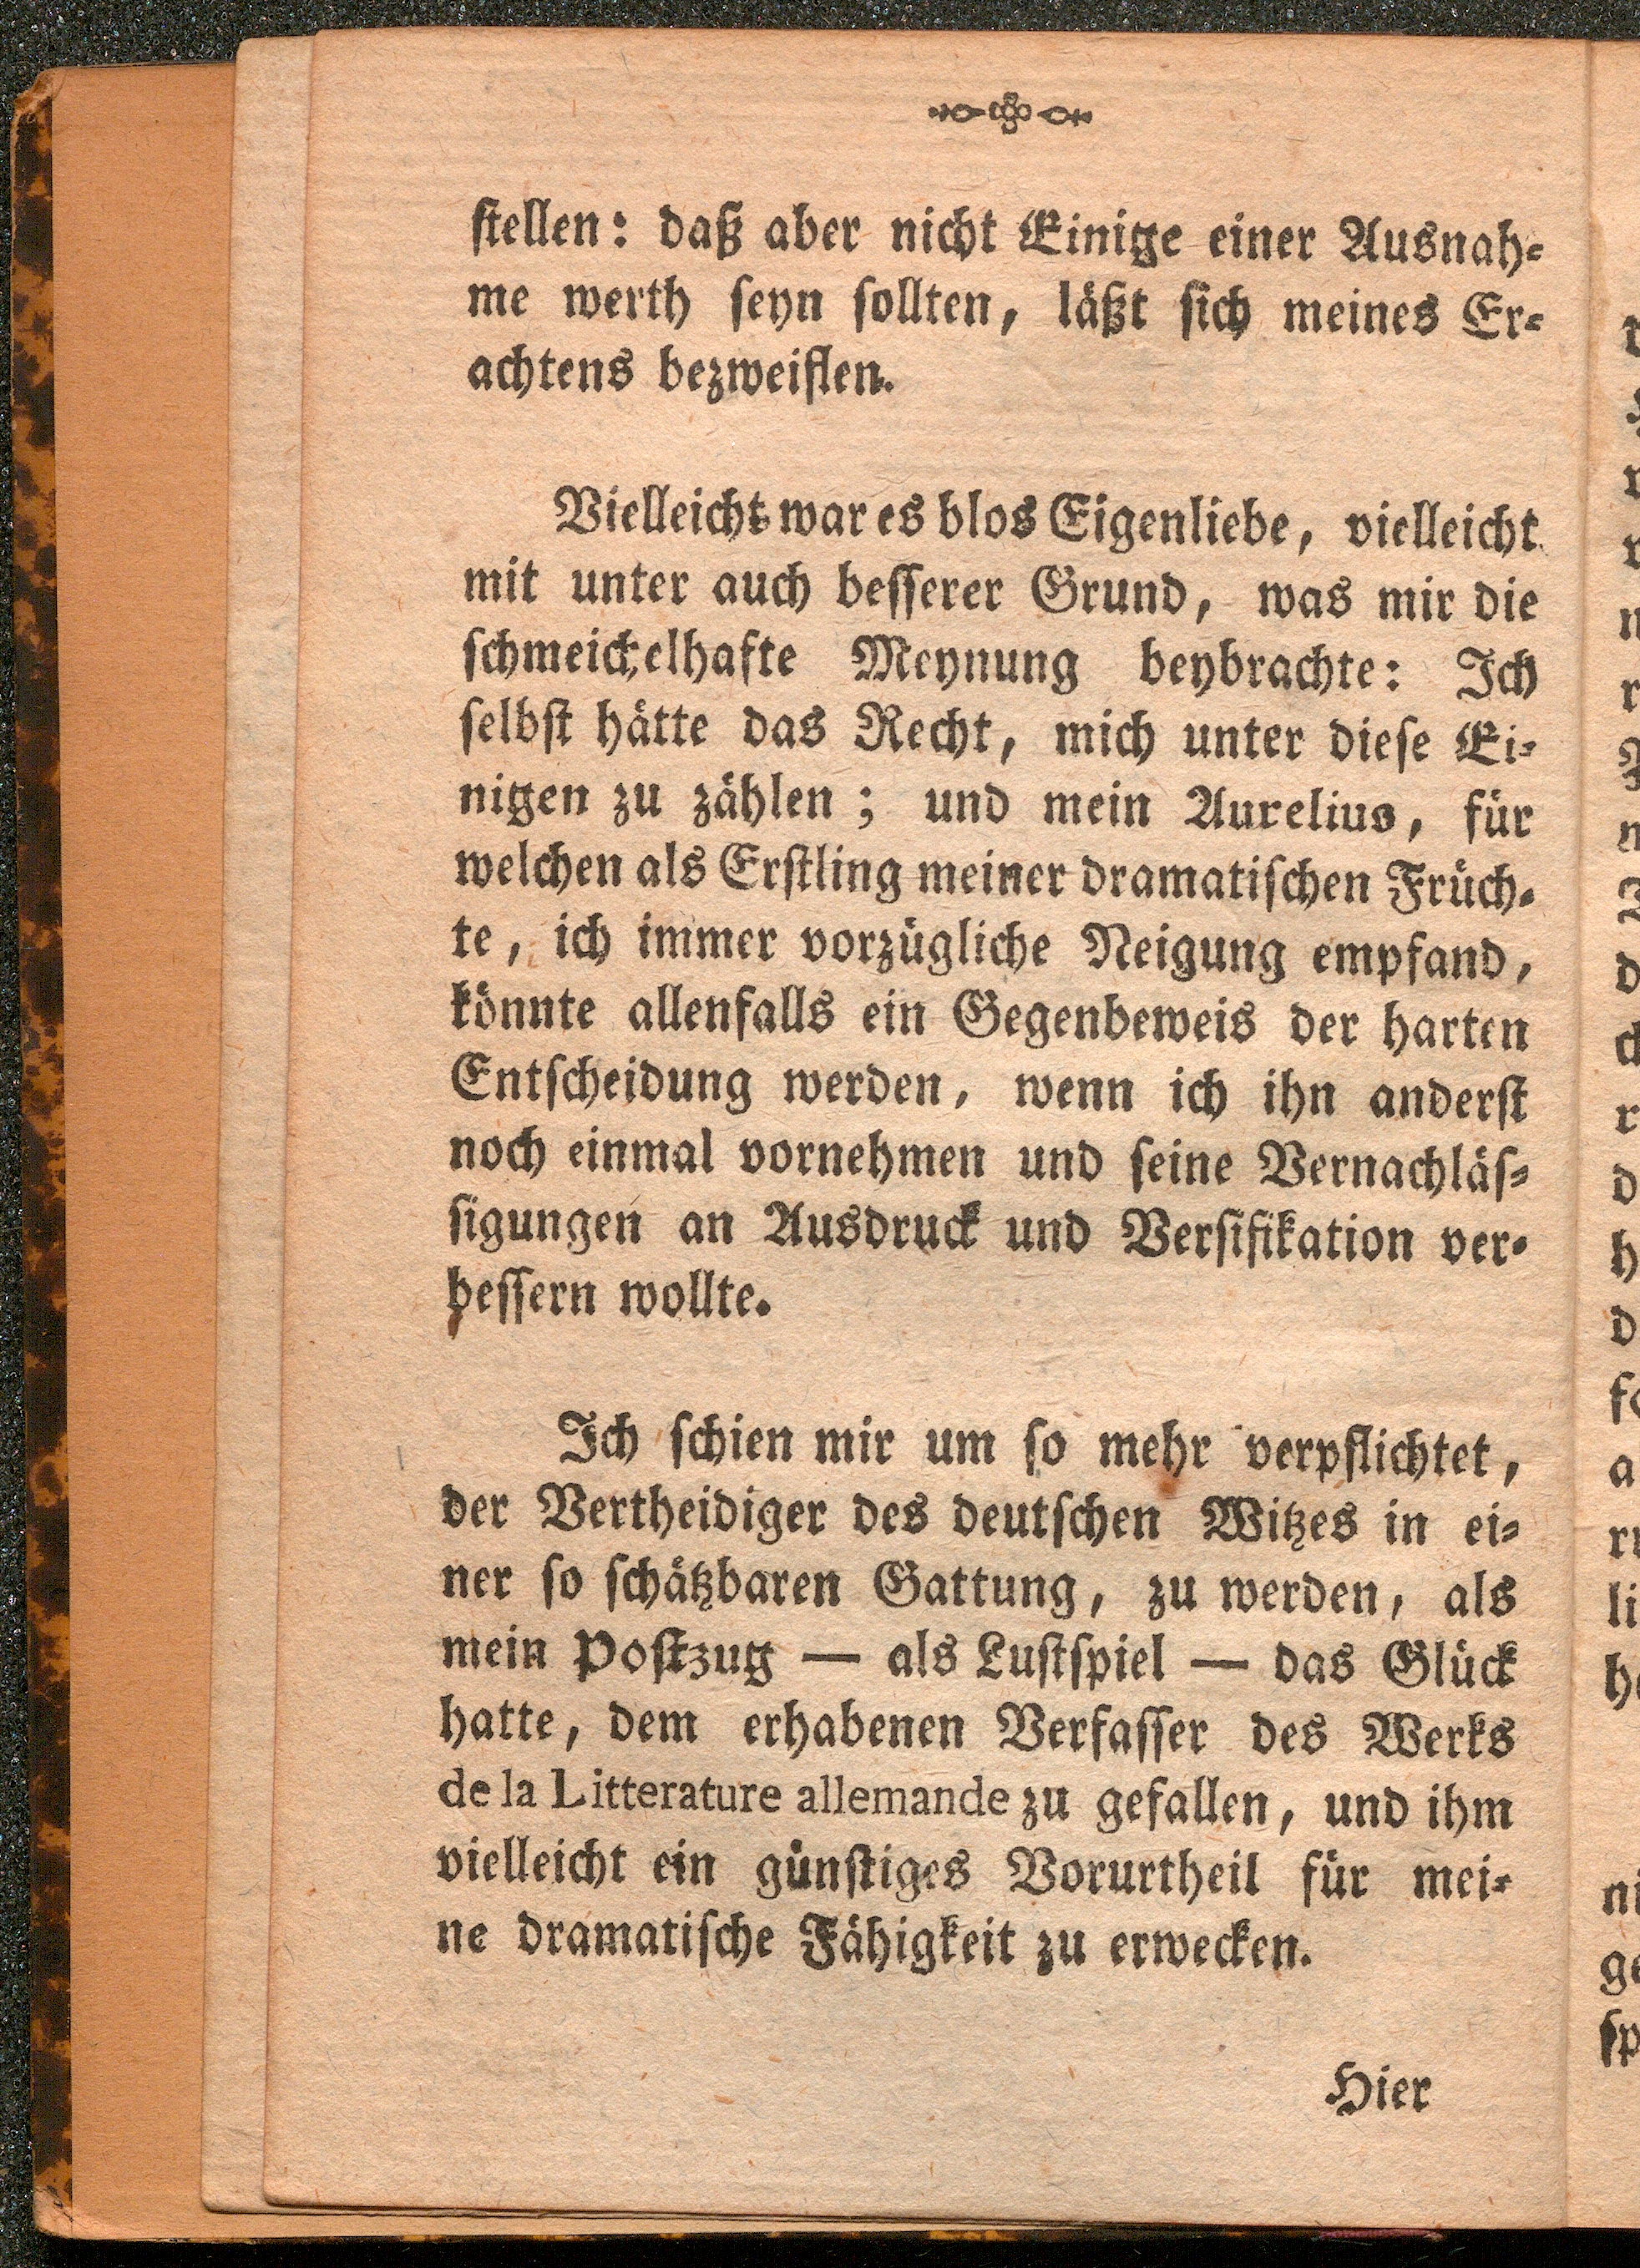 ſtellen: daß aber nicht Einige einer Ausnah⸗
me werth ſeyn ſollten, läßt ſich meines Er⸗
achtens bezweiflen.
Vielleicht war es blos Eigenliebe, vielleicht
mit unter auch beſſerer Grund, was mir die
ſchmeichelhafte Meynung beybrachte: Ich
ſelbſt hätte das Recht, mich unter dieſe Ei⸗
nigen zu zählen; und mein Aurelius, für
welchen als Erſtling meiner dramatiſchen Früch⸗
te, ich immer vorzügliche Neigung empfand,
könnte allenfalls ein Gegenbeweis der harten
Entſcheidung werden, wenn ich ihn anderſt
noch einmal vornehmen und ſeine Vernachläſ⸗
ſigungen an Ausdruck und Verſifikation ver⸗
beſſern wollte.
Ich ſchien mir um ſo mehr verpflichtet,
der Vertheidiger des deutſchen Witzes in ei⸗
ner ſo ſchätzbaren Gattung, zu werden, als
mein Poſtzug — als Luſtſpiel — das Glück
hatte, dem erhabenen Verfaſſer des Werks
de la Litterature allemande zu gefallen, und ihm
vielleicht ein günſtiges Vorurtheil für mei⸗
ne dramatiſche Fähigkeit zu erwecken.
Hier